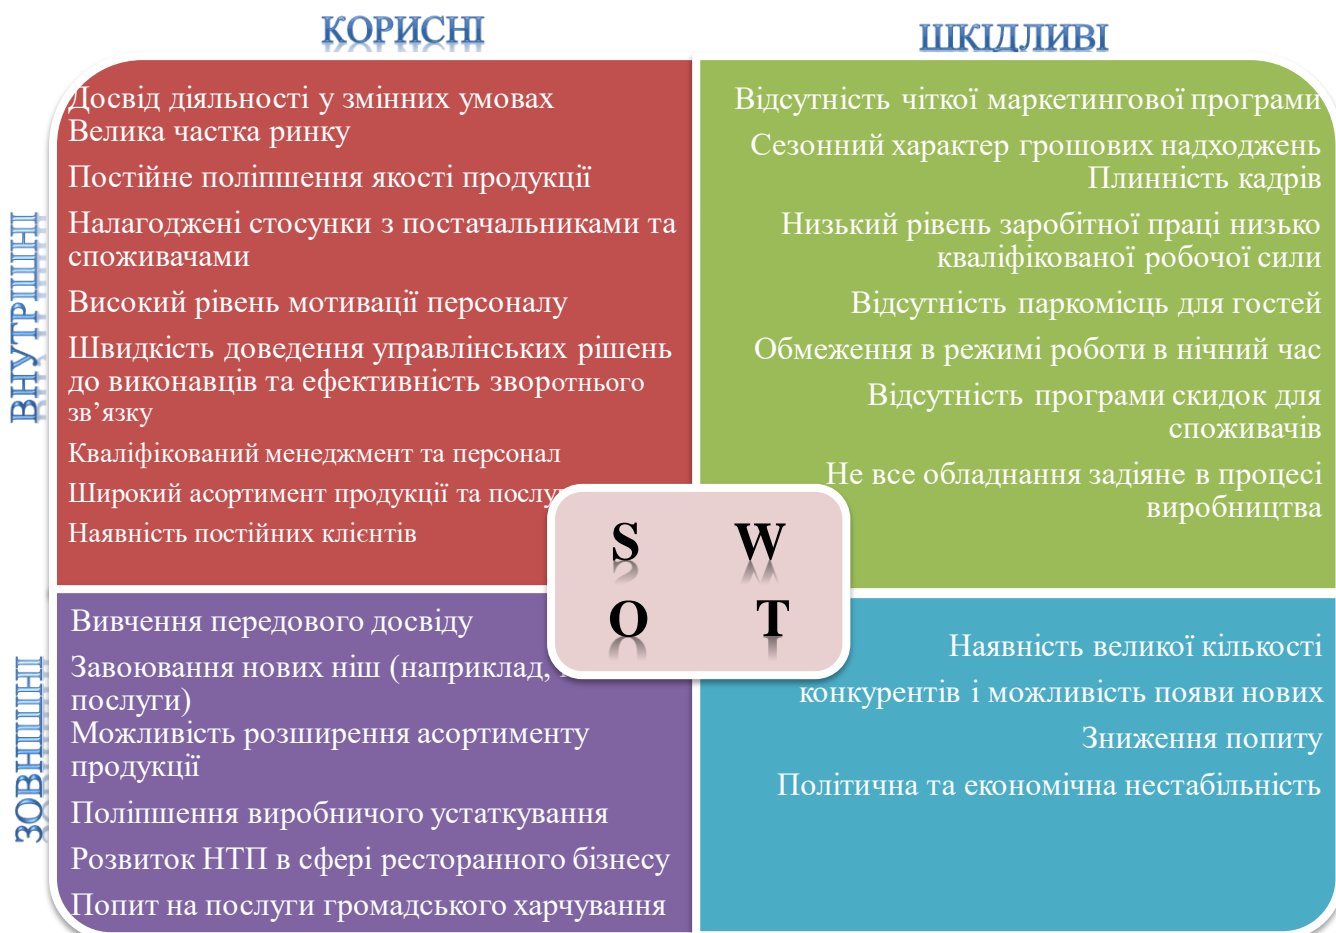 КОРИСНІ
ШКІДЛИВІ
ВНУТРІШНІ
Досвід діяльності у змінних умовах
Велика частка ринку
Постійне поліпшення якості продукції
Налагоджені стосунки з постачальниками та
споживачами
Високий рівень мотивації персоналу
Швидкість доведення управлінських рішень
до виконавців та ефективність зворотнього
зв’язку
Кваліфікований менеджмент та персонал
Широкий асортимент продукції та
Наявність постійних клієнтів
Відсутність чіткої маркетингової програми
Сезонний характер грошових надходжень
Плинність кадрів
Низький рівень заробітної праці низько
кваліфікованої робочої сили
Відсутність паркомісць для гостей
Обмеження в режимі роботи в нічний час
Відсутність програми скидок для
споживачів
Не все обладнання задіяне в процесі
виробництва
S W
O T
ЗОВНІШНІ
Вивчення передового досвіду
Завоювання нових ніш (наприклад,
послуги)
Можливість розширення асортименту
продукції
Поліпшення виробничого устаткування
Розвиток НТП в сфері ресторанного бізнесу
Попит на послуги громадського харчування
Наявність великої кількості
конкурентів і можливість появи нових
Зниження попиту
Політична та економічна нестабільність